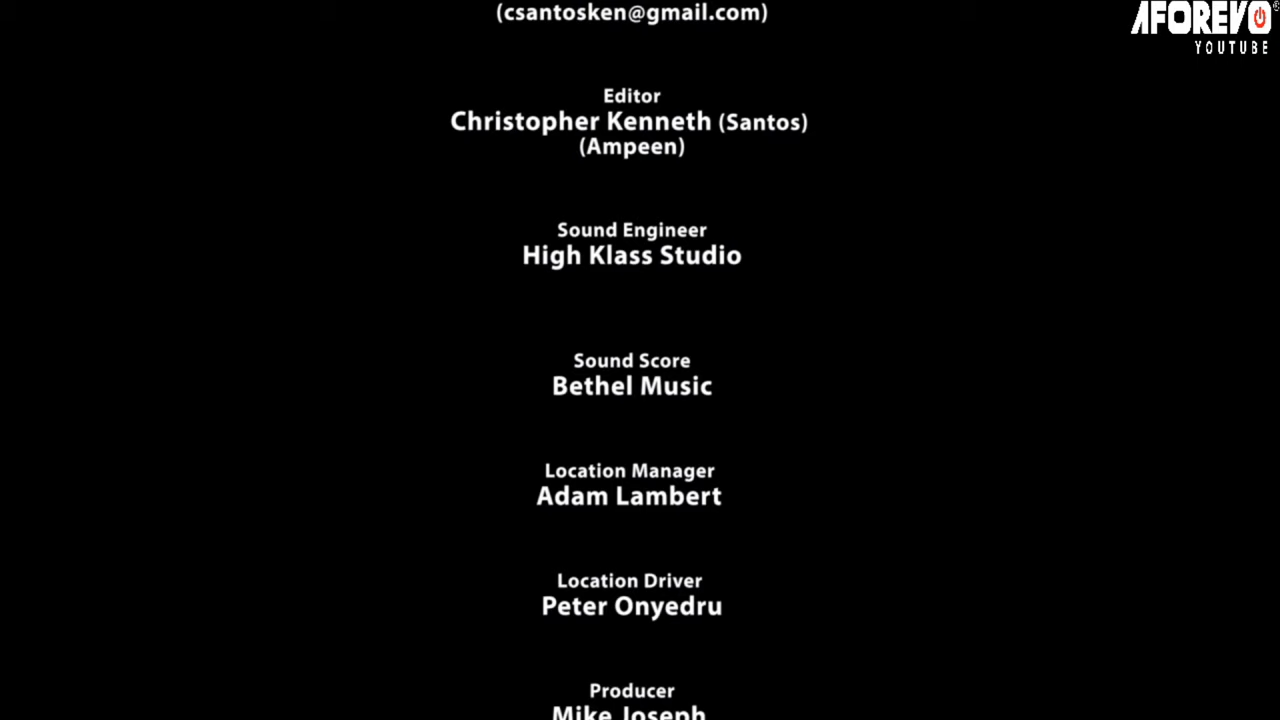 (csantosken@gmail.com)
AFOREVO
YOUTUBE
Editor
Christopher Kenneth (Santos)
(Ampeen)
Sound Engineer
High Klass Studio
Sound Score
Bethel Music
Location Manager
Adam Lambert
Location Driver
Peter Onyedru
Producer
Mike Joseph